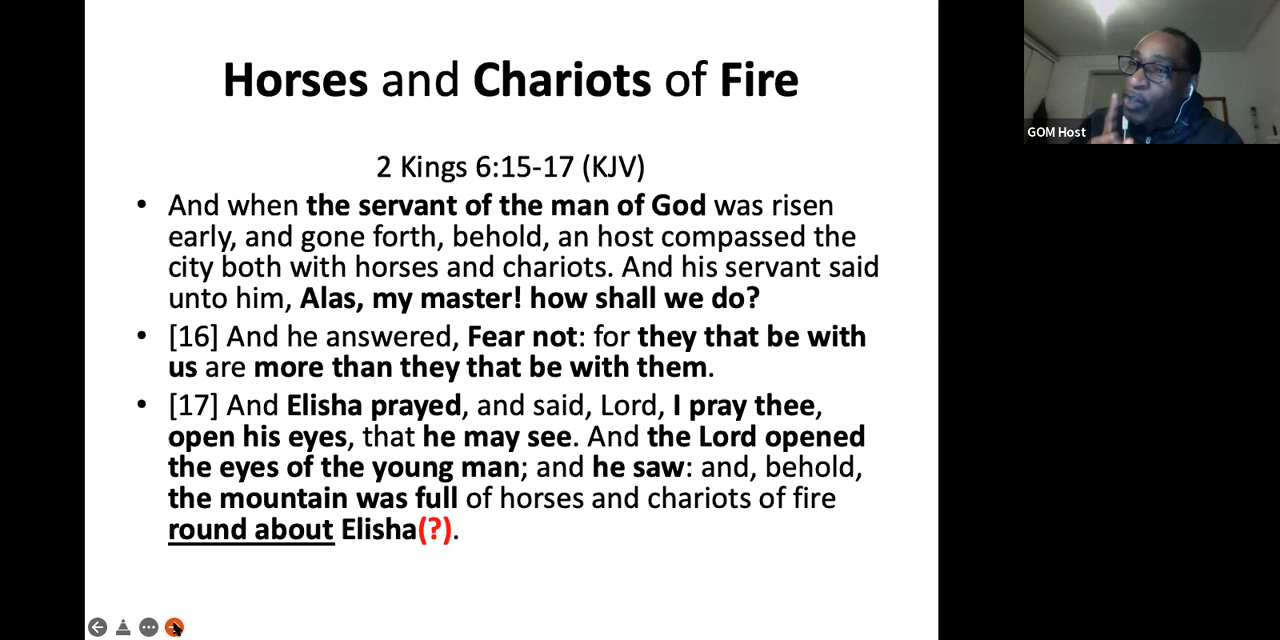 Horses and Chariots of Fire
2 Kings 6:15-17 (KJV)
• And when the servant of the man of God was risen
early, and gone forth, behold, an host compassed the
city both with horses and chariots. And his servant said
unto him, Alas, my master! how shall we do?
• [16] And he answered, Fear not: for they that be with
us are more than they that be with them.
• [17] And Elisha prayed, and said, Lord, I pray thee,
open his eyes, that he may see. And the Lord opened
the eyes of the young man; and he saw: and, behold,
the mountain was full of horses and chariots of fire
round about Elisha(?).
GOM Host